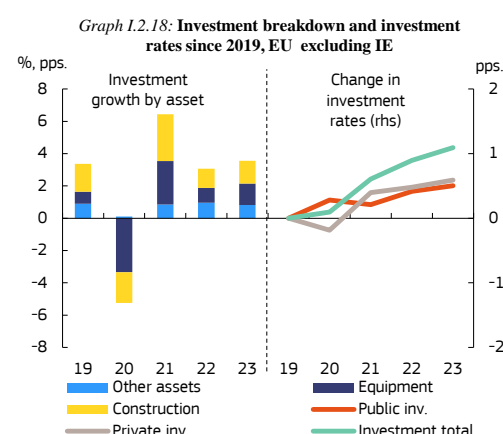 Graph I.2.18: Investment breakdown and investment
rates since 2019, EU excluding IE
%, pps.
pps.
Investment
growth by asset
Change in
investment
rates (rhs)
8
6
4
2
0
-2
-4
-6
-8
2
1
0
-1
-2
19 20 21 22 23 19 20 21 22 23
Other assets Equipment
Construction Public inv.
Private inv. Investment total